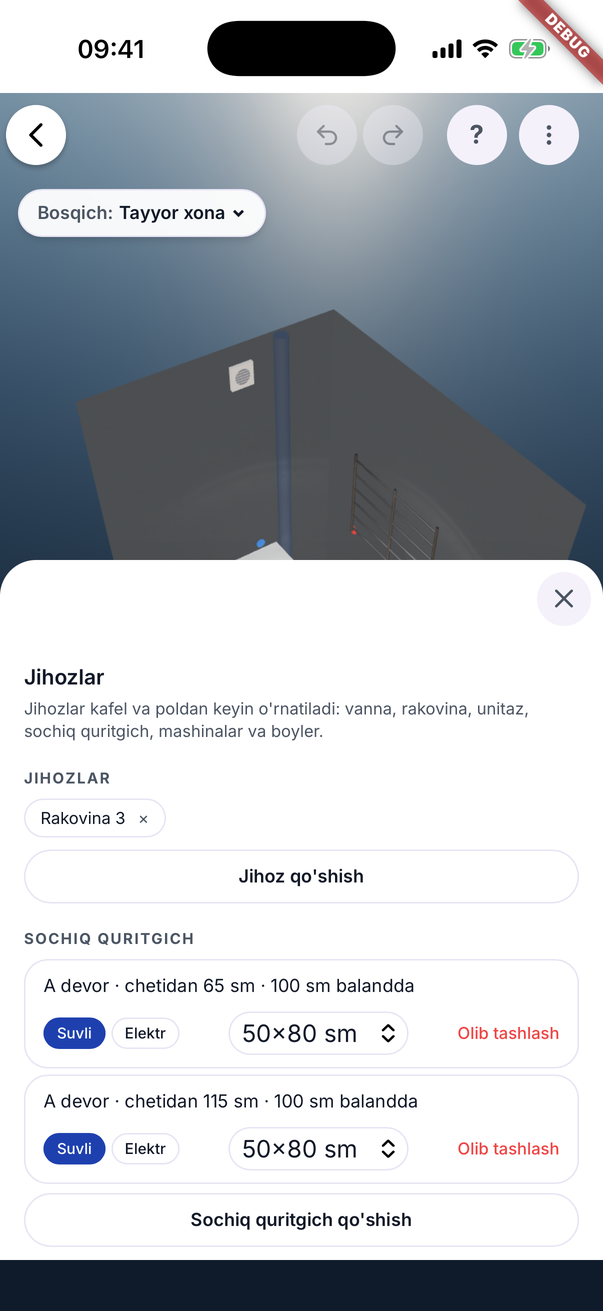 09:41
DEBUG
?
Bosqich: Tayyor xona
Jihozlar
Jihozlar kafel va poldan keyin o'rnatiladi: vanna, rakovina, unitaz,
sochiq quritgich, mashinalar va boyler.
JIHOZLAR
Rakovina 3 ×
Jihoz qo'shish
SOCHIQ QURITGICH
A devor · chetidan 65 sm · 100 sm balandda
Suvli Elektr 50×80 sm Olib tashlash
A devor · chetidan 115 sm · 100 sm balandda
Suvli Elektr 50×80 sm Olib tashlash
Sochiq quritgich qo'shish